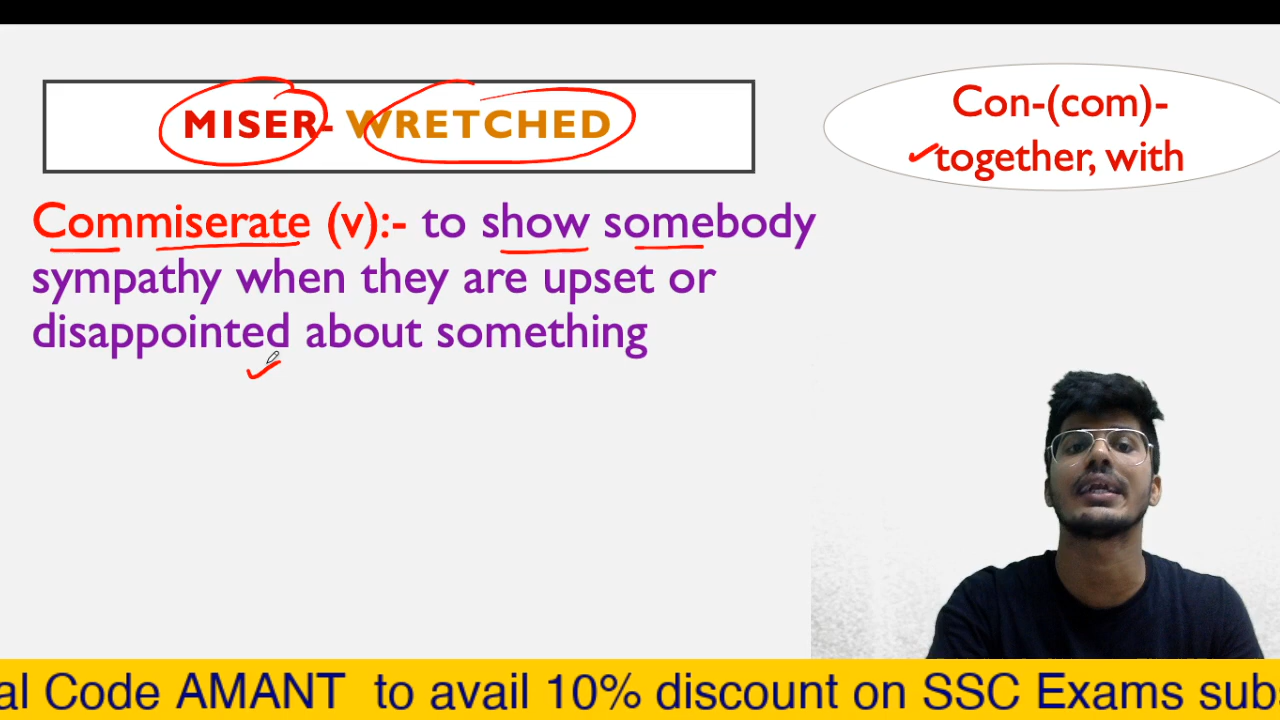 MISER- WRETCHED
Con-(com)-
together, with
Commiserate (v):- to show somebody
sympathy when they are upset or
disappointed about something
al Code AMANT to avail 10% discount on SSC Exams subs